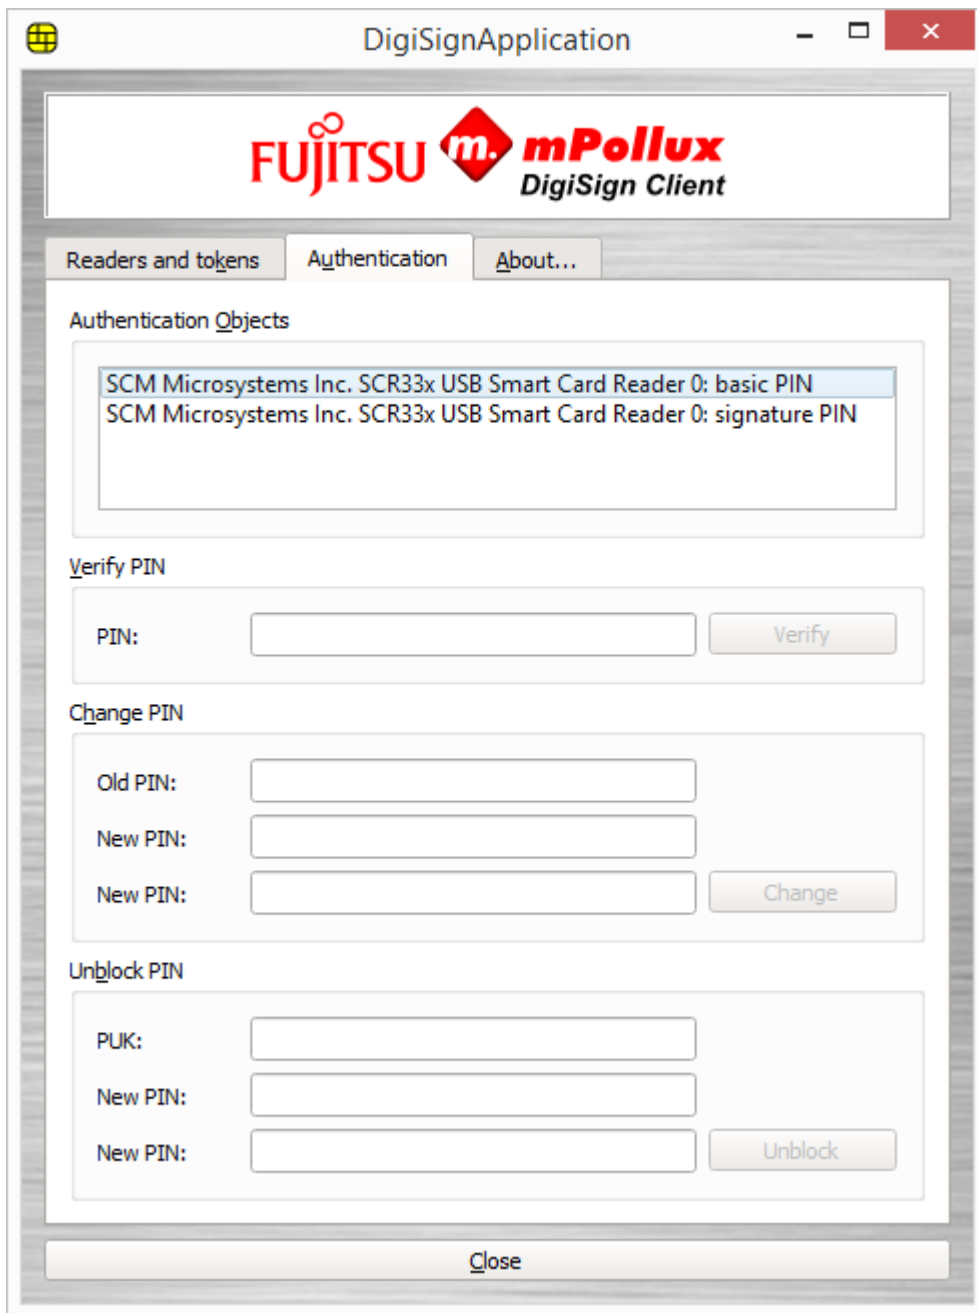 DigiSignApplication
FUJITSU m. mPollux
DigiSign Client
Readers and tokens Authentication About...
Authentication Objects
SCM Microsystems Inc. SCR33x USB Smart Card Reader 0: basic PIN
SCM Microsystems Inc. SCR33x USB Smart Card Reader 0: signature PIN
Verify PIN
PIN: Verify
Change PIN
Old PIN:
New PIN:
New PIN: Change
Unblock PIN
PUK:
New PIN:
New PIN: Unblock
Close